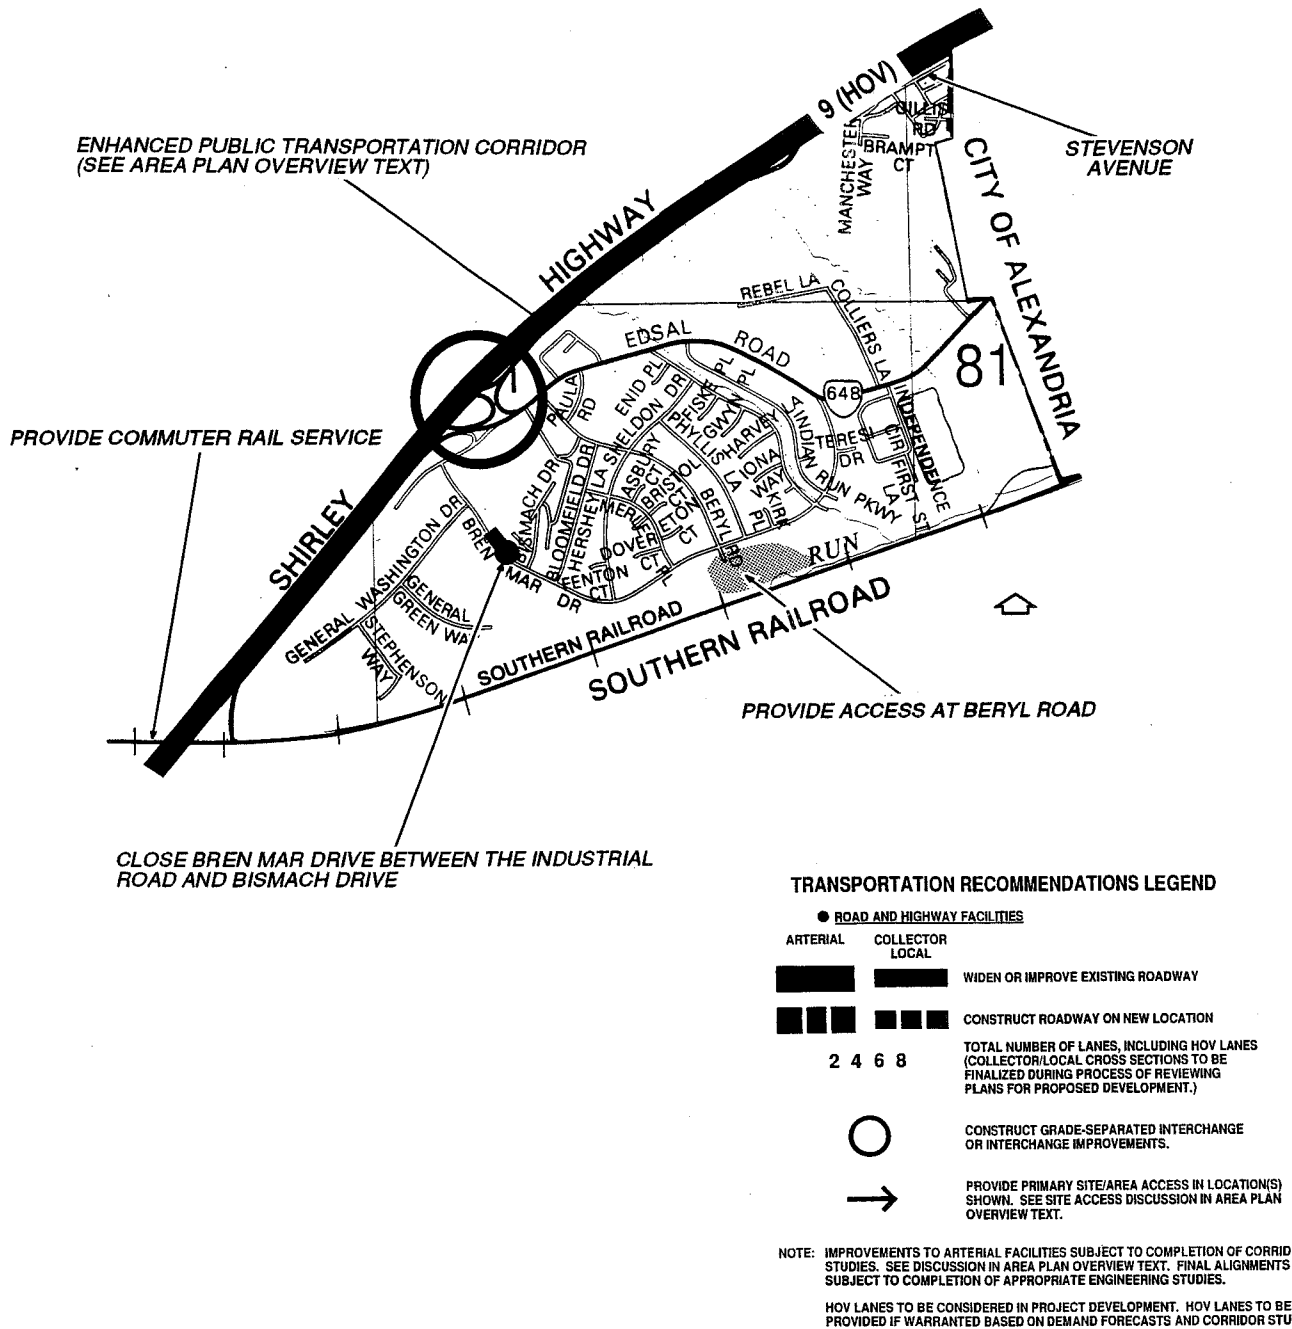 9 (HOV)
GILLIS
RD
MANCHESTER
WAY
BRAMPT
CT
STEVENSON
AVENUE
ENHANCED PUBLIC TRANSPORTATION CORRIDOR
(SEE AREA PLAN OVERVIEW TEXT)
CITY OF ALEXANDRIA
SHIRLEY HIGHWAY
REBEL LA
COLLIERS LA
EDSAL ROAD
81
648
PAULA
RD
ENID PL
SHELDON DR
FISKE PL
GWYN PL
HARVEY
PHYLLIS LA
INDIAN RUN PKWY
TERESI
DR
CIR
INDEPENDENCE
FIRST ST
LA
IONA
WAY
KIRK
PL
ASBURY
CT
BRISTOL
CT
BERYL RD
MERLIER
ETON
CT
DOVER
CT
PL
FENTON
CT
HERSHEY LA
BLOOMFIELD DR
BISMACH DR
BREN MAR DR
PROVIDE COMMUTER RAIL SERVICE
GENERAL WASHINGTON DR
GENERAL
GREEN WA
STEPHENSON
WAY
RUN
SOUTHERN RAILROAD
SOUTHERN RAILROAD
PROVIDE ACCESS AT BERYL ROAD
CLOSE BREN MAR DRIVE BETWEEN THE INDUSTRIAL
ROAD AND BISMACH DRIVE
TRANSPORTATION RECOMMENDATIONS LEGEND
● ROAD AND HIGHWAY FACILITIES
ARTERIAL COLLECTOR
LOCAL
WIDEN OR IMPROVE EXISTING ROADWAY
CONSTRUCT ROADWAY ON NEW LOCATION
2 4 6 8
TOTAL NUMBER OF LANES, INCLUDING HOV LANES
(COLLECTOR/LOCAL CROSS SECTIONS TO BE
FINALIZED DURING PROCESS OF REVIEWING
PLANS FOR PROPOSED DEVELOPMENT.)
CONSTRUCT GRADE-SEPARATED INTERCHANGE
OR INTERCHANGE IMPROVEMENTS.
PROVIDE PRIMARY SITE/AREA ACCESS IN LOCATION(S)
SHOWN. SEE SITE ACCESS DISCUSSION IN AREA PLAN
OVERVIEW TEXT.
NOTE: IMPROVEMENTS TO ARTERIAL FACILITIES SUBJECT TO COMPLETION OF CORRID
STUDIES. SEE DISCUSSION IN AREA PLAN OVERVIEW TEXT. FINAL ALIGNMENTS
SUBJECT TO COMPLETION OF APPROPRIATE ENGINEERING STUDIES.
HOV LANES TO BE CONSIDERED IN PROJECT DEVELOPMENT. HOV LANES TO BE
PROVIDED IF WARRANTED BASED ON DEMAND FORECASTS AND CORRIDOR STU